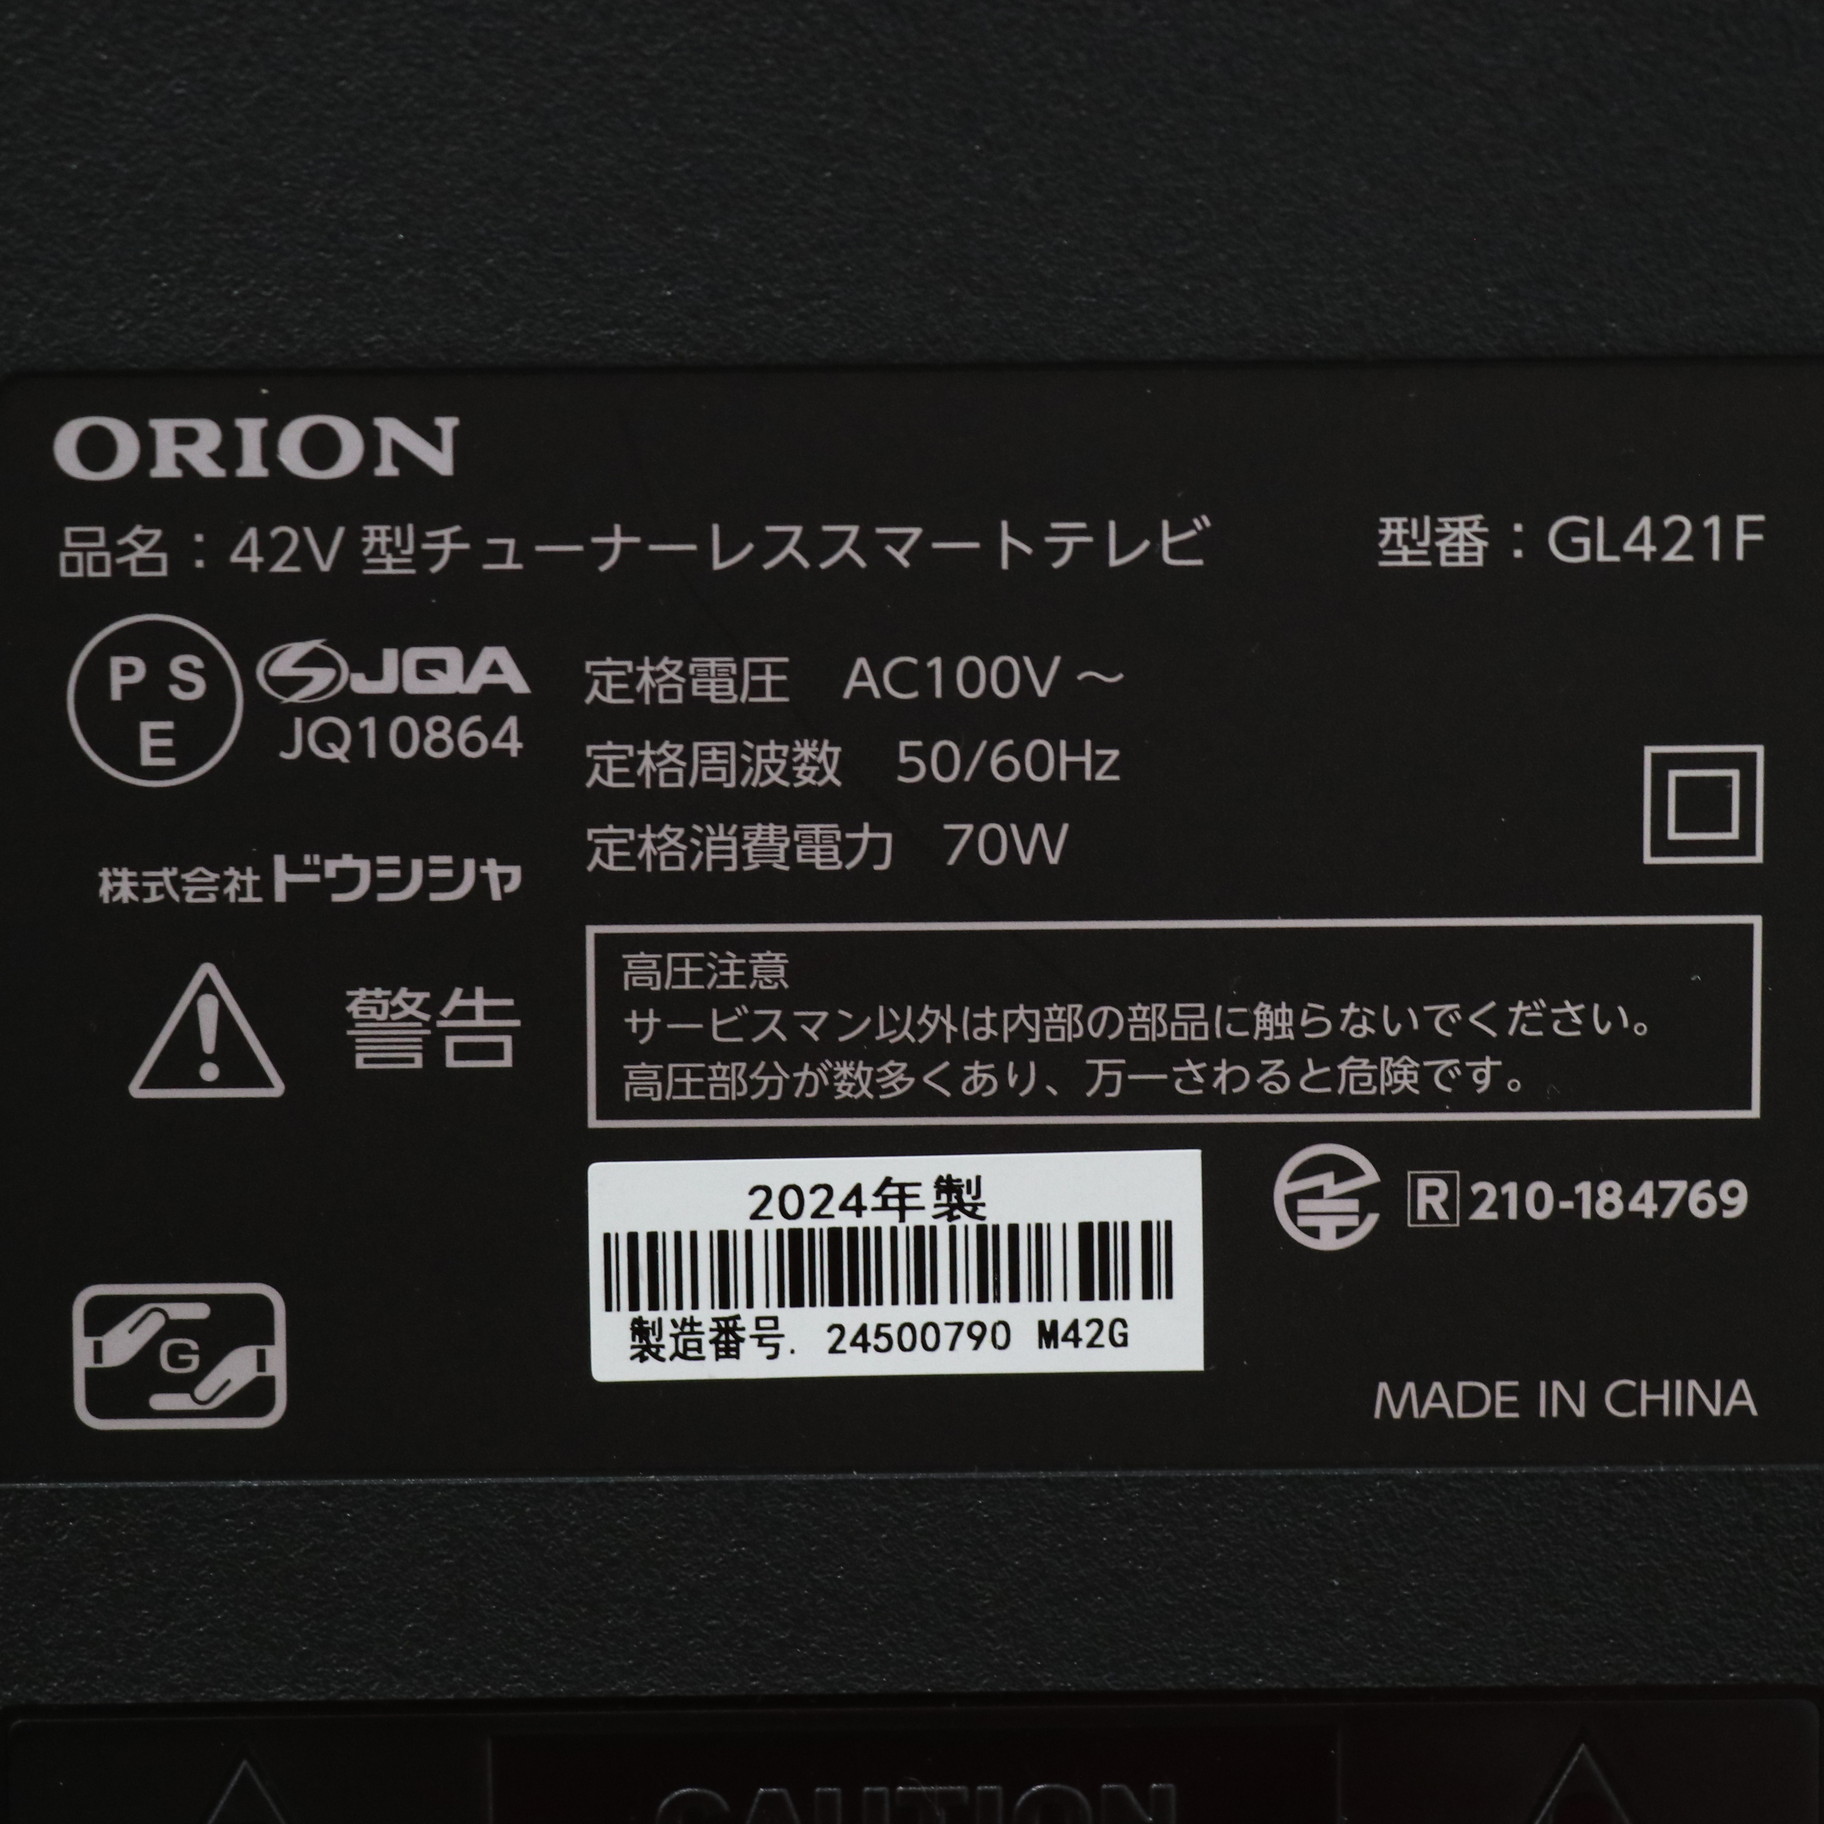 ORION
品名：42V 型チューナーレススマートテレビ 型番：GL421F
P S
E
JQA
JQ10864
定格電圧 AC100V～
定格周波数 50/60Hz
定格消費電力 70W
株式会社ドウシシャ
警告
高圧注意
サービスマン以外は内部の部品に触らないでください。
高圧部分が数多くあり、万一さわると危険です。
2024年製
製造番号. 24500790 M42G
R 210-184769
G
MADE IN CHINA
CAUTION